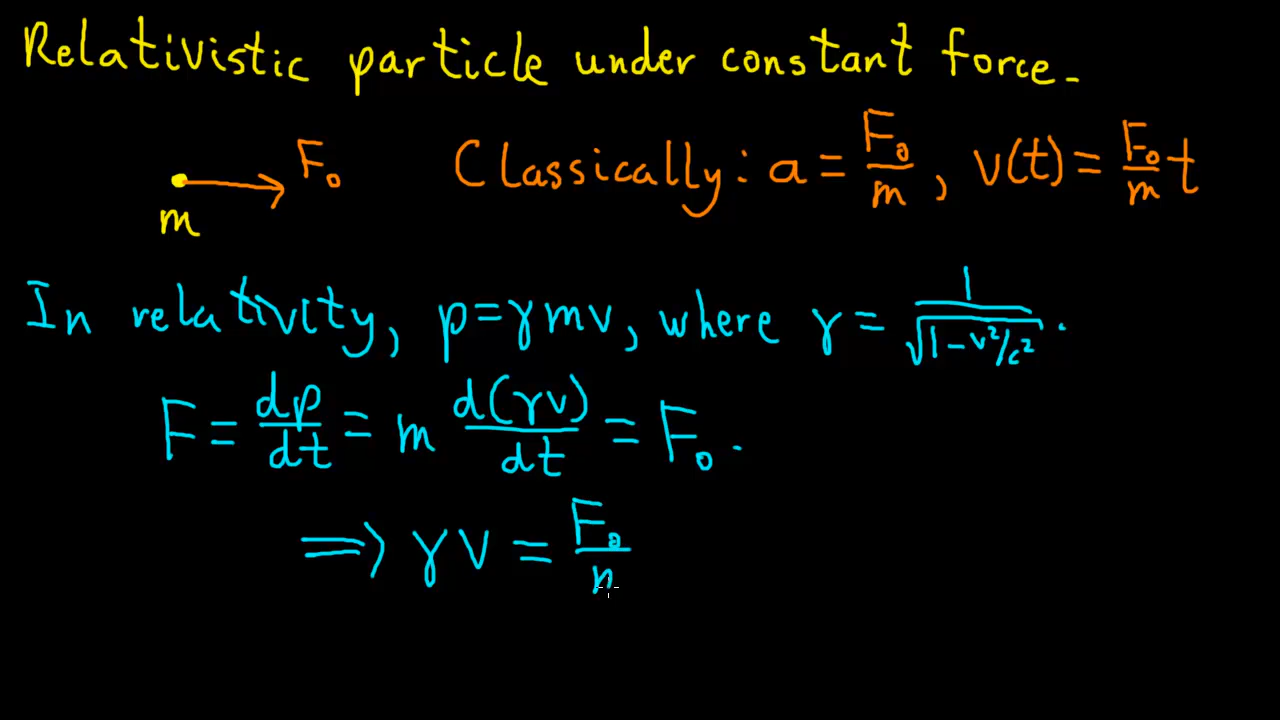 Relativistic particle under constant force.
F₀ Classically: a = F₀/m, v(t) = F₀/m t
m
In relativity, p = γmv, where γ = 1/√(1 - v²/c²).
F = dp/dt = m d(γv)/dt = F₀.
⟹ γv = F₀/